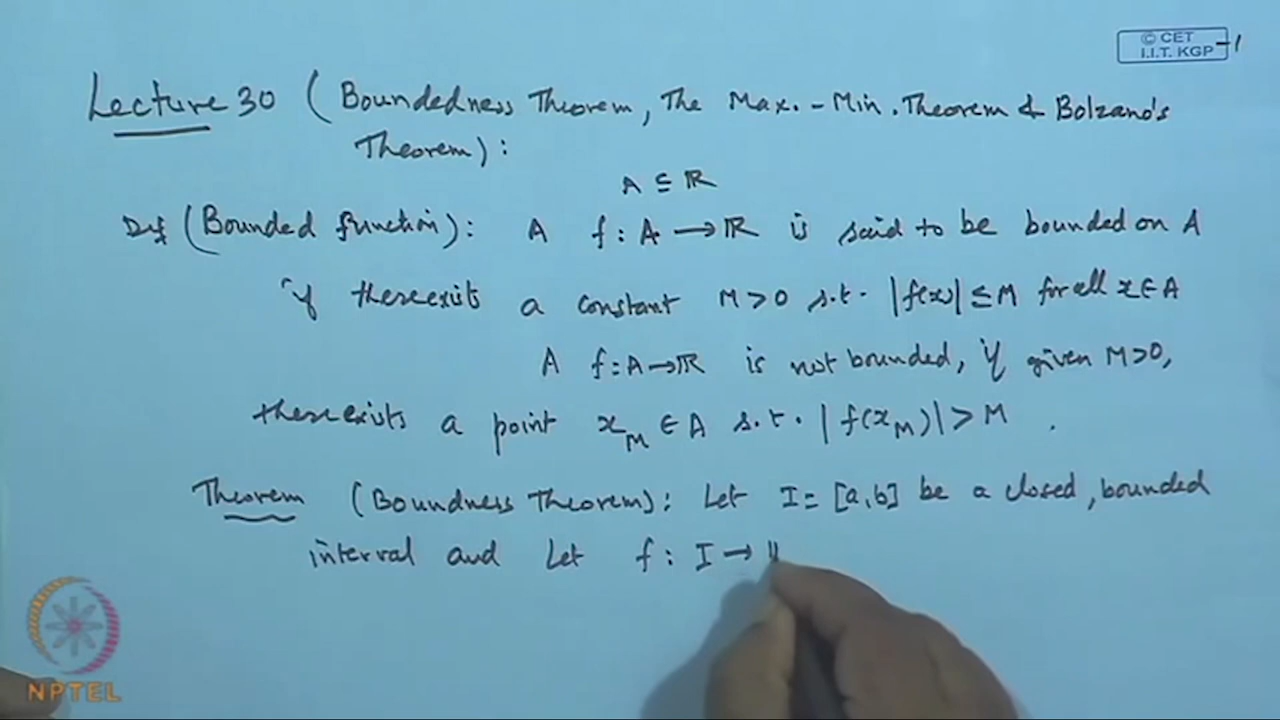 © CET
I.I.T. KGP
-1
Lecture 30 ( Boundedness Theorem, The Max. - Min. Theorem & Bolzano's
Theorem ) :
A ⊆ ℝ
Def ( Bounded function ) : A f : A → ℝ is said to be bounded on A
if there exists a constant M > 0 s.t. |f(x)| ≤ M for all x ∈ A
A f : A → ℝ is not bounded, if given M > 0,
there exists a point x_M ∈ A s.t. |f(x_M)| > M .
Theorem ( Boundness Theorem ) : Let I = [a, b] be a closed, bounded
interval and Let f : I →
NPTEL